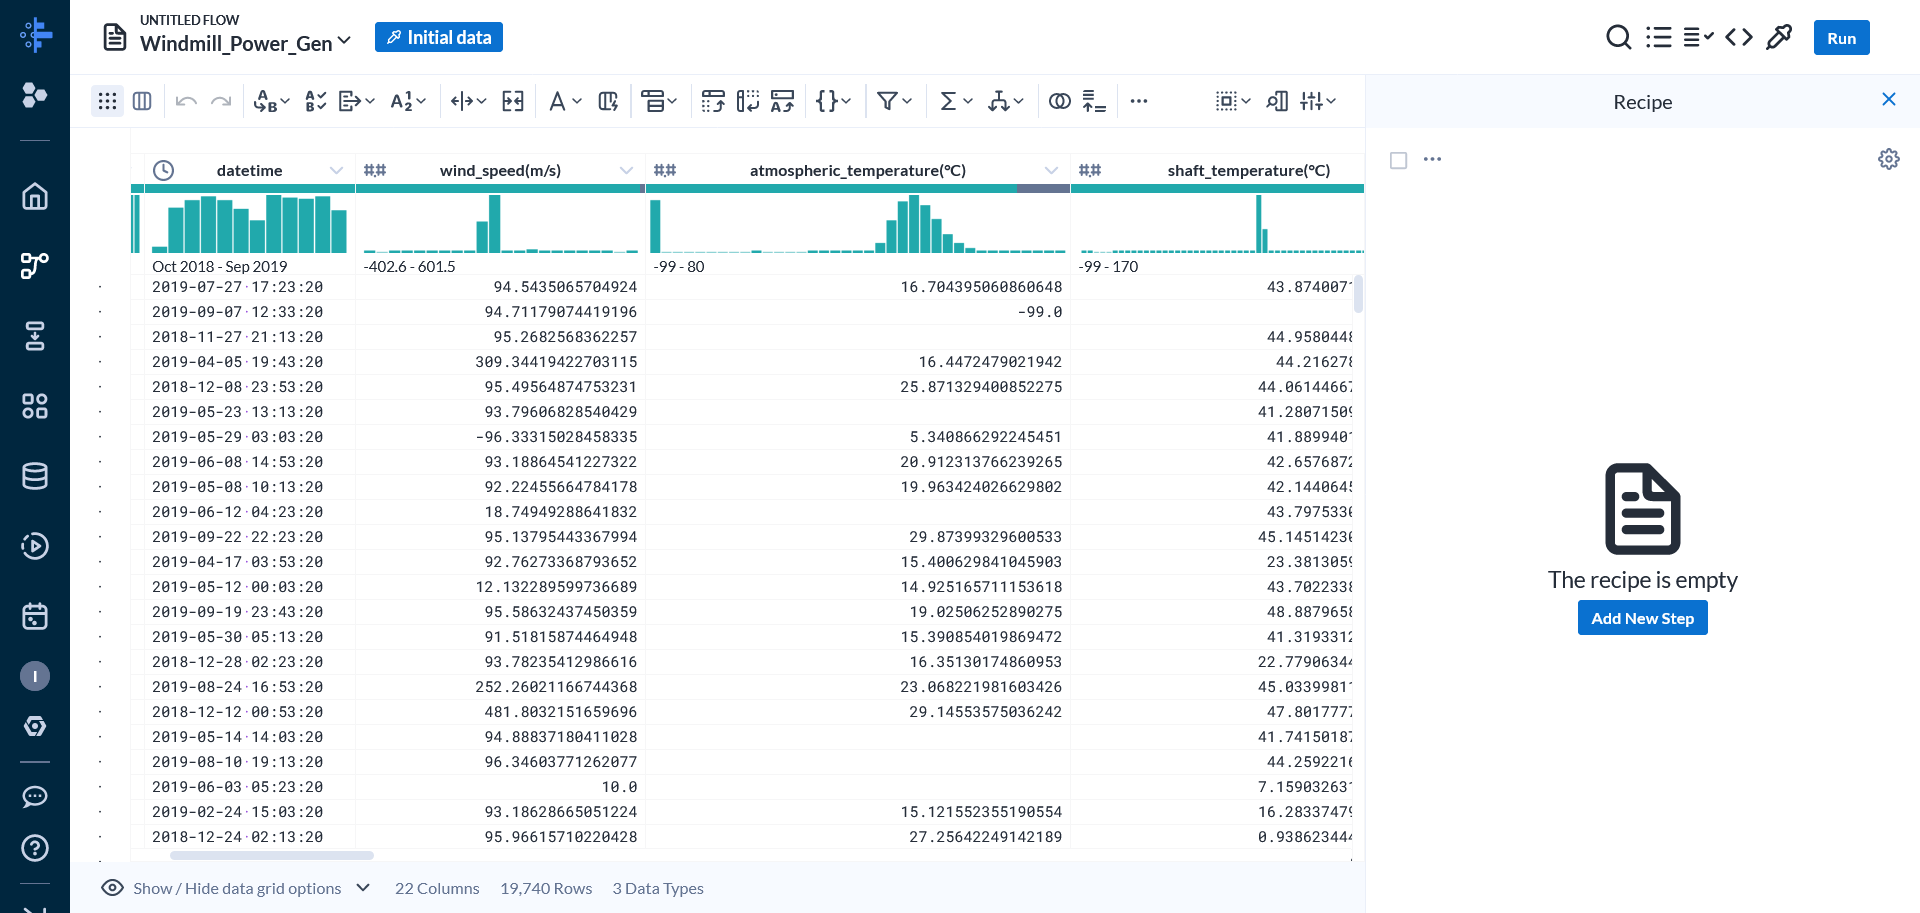 UNTITLED FLOW
Windmill_Power_Gen
Initial data
Run
Recipe
datetime
wind_speed(m/s)
atmospheric_temperature(°C)
shaft_temperature(°C)
Oct 2018 - Sep 2019
-402.6 - 601.5
-99 - 80
-99 - 170
2019-07-27·17:23:20 94.5435065704924 16.704395060860648 43.874007
2019-09-07·12:33:20 94.71179074419196 -99.0
2018-11-27·21:13:20 95.2682568362257 44.958044
2019-04-05·19:43:20 309.34419422703115 16.4472479021942 44.216278
2018-12-08·23:53:20 95.49564874753231 25.871329400852275 44.06144667
2019-05-23·13:13:20 93.79606828540429 41.2807150
2019-05-29·03:03:20 -96.33315028458335 5.340866292245451 41.889940
2019-06-08·14:53:20 93.18864541227322 20.912313766239265 42.657687
2019-05-08·10:13:20 92.22455664784178 19.963424026629802 42.144064
2019-06-12·04:23:20 18.74949288641832 43.797533
2019-09-22·22:23:20 95.13795443367994 29.87399329600533 45.1451423
2019-04-17·03:53:20 92.76273368793652 15.400629841045903 23.381305
2019-05-12·00:03:20 12.132289599736689 14.925165711153618 43.702233
2019-09-19·23:43:20 95.58632437450359 19.02506252890275 48.887965
2019-05-30·05:13:20 91.51815874464948 15.390854019869472 41.319331
2018-12-28·02:23:20 93.78235412986616 16.35130174860953 22.7790634
2019-08-24·16:53:20 252.26021166744368 23.068221981603426 45.0339981
2018-12-12·00:53:20 481.8032151659696 29.14553575036242 47.801777
2019-05-14·14:03:20 94.88837180411028 41.7415018
2019-08-10·19:13:20 96.34603771262077 44.259221
2019-06-03·05:23:20 10.0 7.15903263
2019-02-24·15:03:20 93.18628665051224 15.121552355190554 16.2833747
2018-12-24·02:13:20 95.96615710220428 27.25642249142189 0.93862344
The recipe is empty
Add New Step
I
Show / Hide data grid options
22 Columns
19,740 Rows
3 Data Types